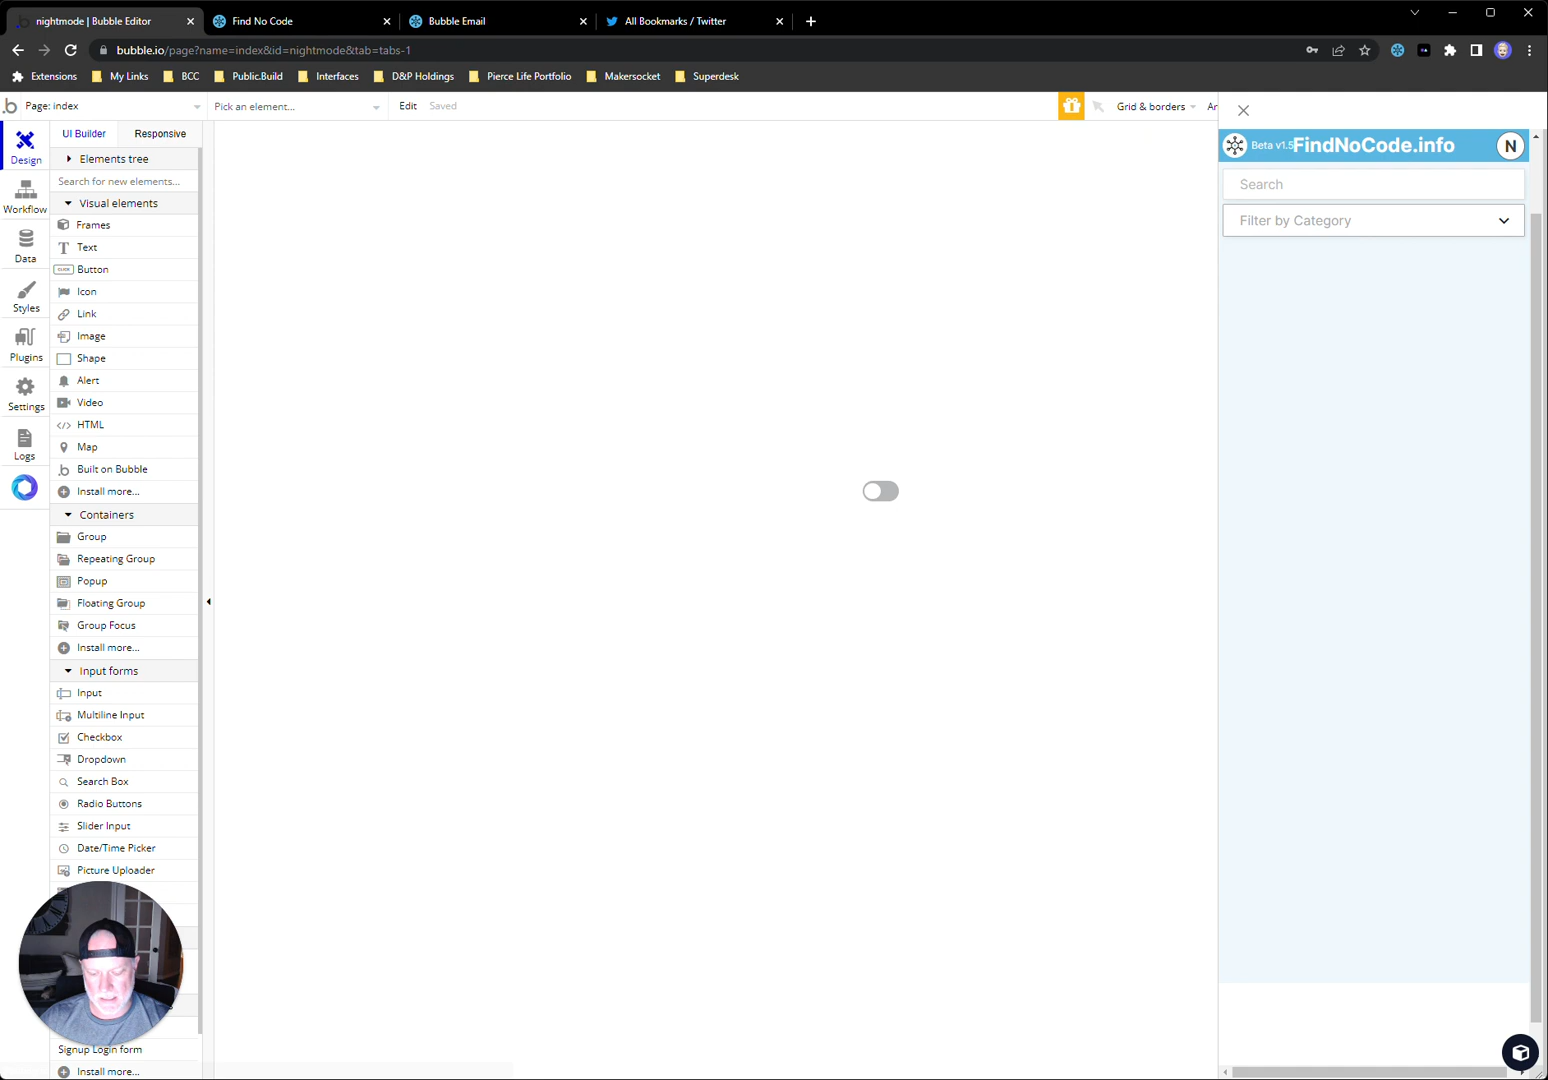 nightmode | Bubble Editor
Find No Code
Bubble Email
All Bookmarks / Twitter
bubble.io/page?name=index&id=nightmode&tab=tabs-1
Extensions
My Links
BCC
Public.Build
Interfaces
D&P Holdings
Pierce Life Portfolio
Makersocket
Superdesk
Page: index
Pick an element...
Edit
Saved
Grid & borders
Ar
Design
Workflow
Data
Styles
Plugins
Settings
Logs
UI Builder
Responsive
Elements tree
Search for new elements...
Visual elements
Frames
Text
CLICK
Button
Icon
Link
Image
Shape
Alert
Video
HTML
Map
Built on Bubble
Install more...
Containers
Group
Repeating Group
Popup
Floating Group
Group Focus
Install more...
Input forms
Input
Multiline Input
Checkbox
Dropdown
Search Box
Radio Buttons
Slider Input
Date/Time Picker
Picture Uploader
Signup Login form
Install more...
Beta v1.5
FindNoCode.info
N
Search
Filter by Category